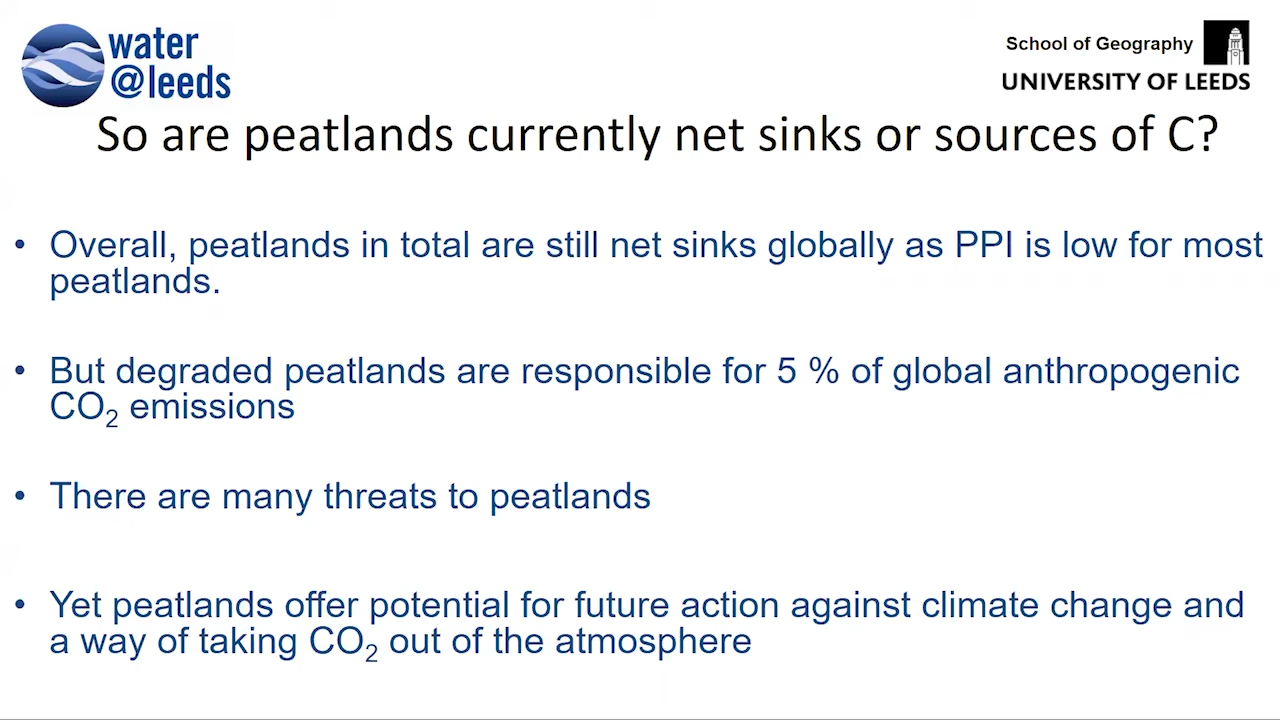 water
@leeds
School of Geography
UNIVERSITY OF LEEDS
So are peatlands currently net sinks or sources of C?
• Overall, peatlands in total are still net sinks globally as PPI is low for most
peatlands.
• But degraded peatlands are responsible for 5 % of global anthropogenic
CO₂ emissions
• There are many threats to peatlands
• Yet peatlands offer potential for future action against climate change and
a way of taking CO₂ out of the atmosphere